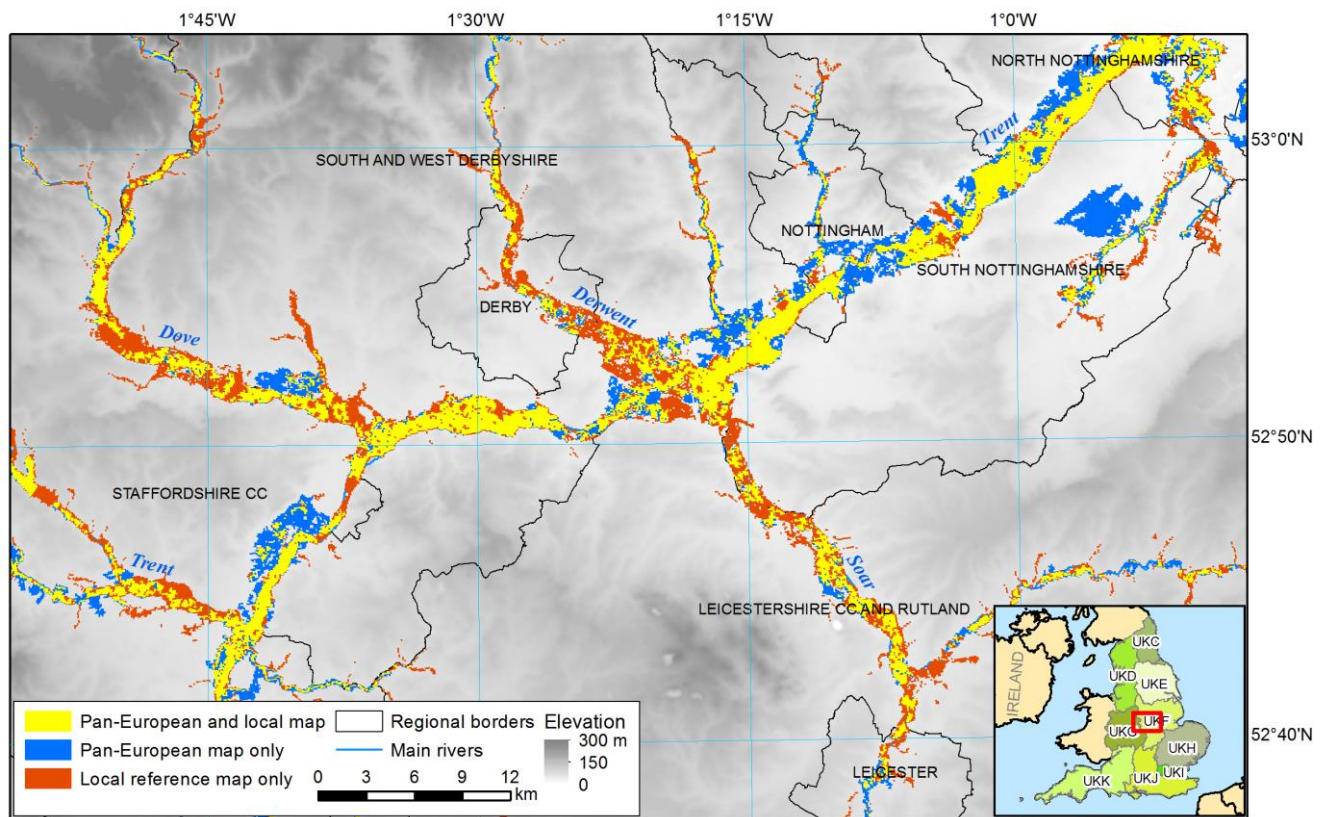 1°45'W
1°30'W
1°15'W
1°0'W
NORTH NOTTINGHAMSHIRE
Trent
53°0'N
SOUTH AND WEST DERBYSHIRE
NOTTINGHAM
SOUTH NOTTINGHAMSHIRE
DERBY
Derwent
Dove
52°50'N
STAFFORDSHIRE CC
Trent
Soar
LEICESTERSHIRE CC AND RUTLAND
LEICESTER
52°40'N
Pan-European and local map
Pan-European map only
Local reference map only
Regional borders
Main rivers
0 3 6 9 12
km
Elevation
300 m
150
0
IRELAND
UKC
UKD
UKE
UKF
UKG
UKH
UKI
UKJ
UKK